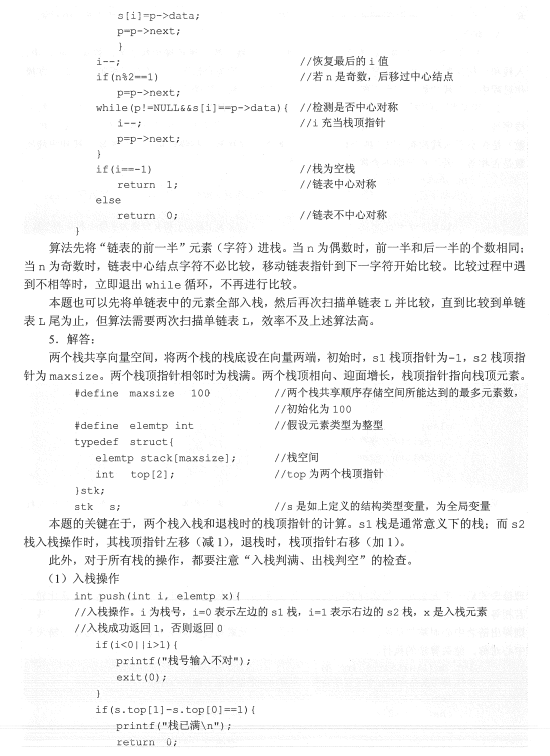 s[i]=p->data;
p=p->next;
}
i--; //恢复最后的 i 值
if(n%2==1) //若 n 是奇数，后移过中心结点
p=p->next;
while(p!=NULL&&s[i]==p->data){ //检测是否中心对称
i--; //i 充当栈顶指针
p=p->next;
}
if(i==-1) //栈为空栈
return 1; //链表中心对称
else
return 0; //链表不中心对称
}
算法先将“链表的前一半”元素（字符）进栈。当 n 为偶数时，前一半和后一半的个数相同；
当 n 为奇数时，链表中心结点字符不必比较，移动链表指针到下一字符开始比较。比较过程中遇
到不相等时，立即退出 while 循环，不再进行比较。
本题也可以先将单链表中的元素全部入栈，然后再次扫描单链表 L 并比较，直到比较到单链
表 L 尾为止，但算法需要两次扫描单链表 L，效率不及上述算法高。
5．解答：
两个栈共享向量空间，将两个栈的栈底设在向量两端，初始时，s1 栈顶指针为-1，s2 栈顶指
针为 maxsize。两个栈顶指针相邻时为栈满。两个栈顶相向、迎面增长，栈顶指针指向栈顶元素。
#define maxsize 100 //两个栈共享顺序存储空间所能达到的最多元素数，
//初始化为 100
#define elemtp int //假设元素类型为整型
typedef struct{
elemtp stack[maxsize]; //栈空间
int top[2]; //top 为两个栈顶指针
}stk;
stk s; //s 是如上定义的结构类型变量，为全局变量
本题的关键在于，两个栈入栈和退栈时的栈顶指针的计算。s1 栈是通常意义下的栈；而 s2
栈入栈操作时，其栈顶指针左移（减 1），退栈时，栈顶指针右移（加 1）。
此外，对于所有栈的操作，都要注意“入栈判满、出栈判空”的检查。
（1）入栈操作
int push(int i, elemtp x){
//入栈操作。i 为栈号，i=0 表示左边的 s1 栈，i=1 表示右边的 s2 栈，x 是入栈元素
//入栈成功返回 1，否则返回 0
if(i<0||i>1){
printf("栈号输入不对");
exit(0);
}
if(s.top[1]-s.top[0]==1){
printf("栈已满\n");
return 0;